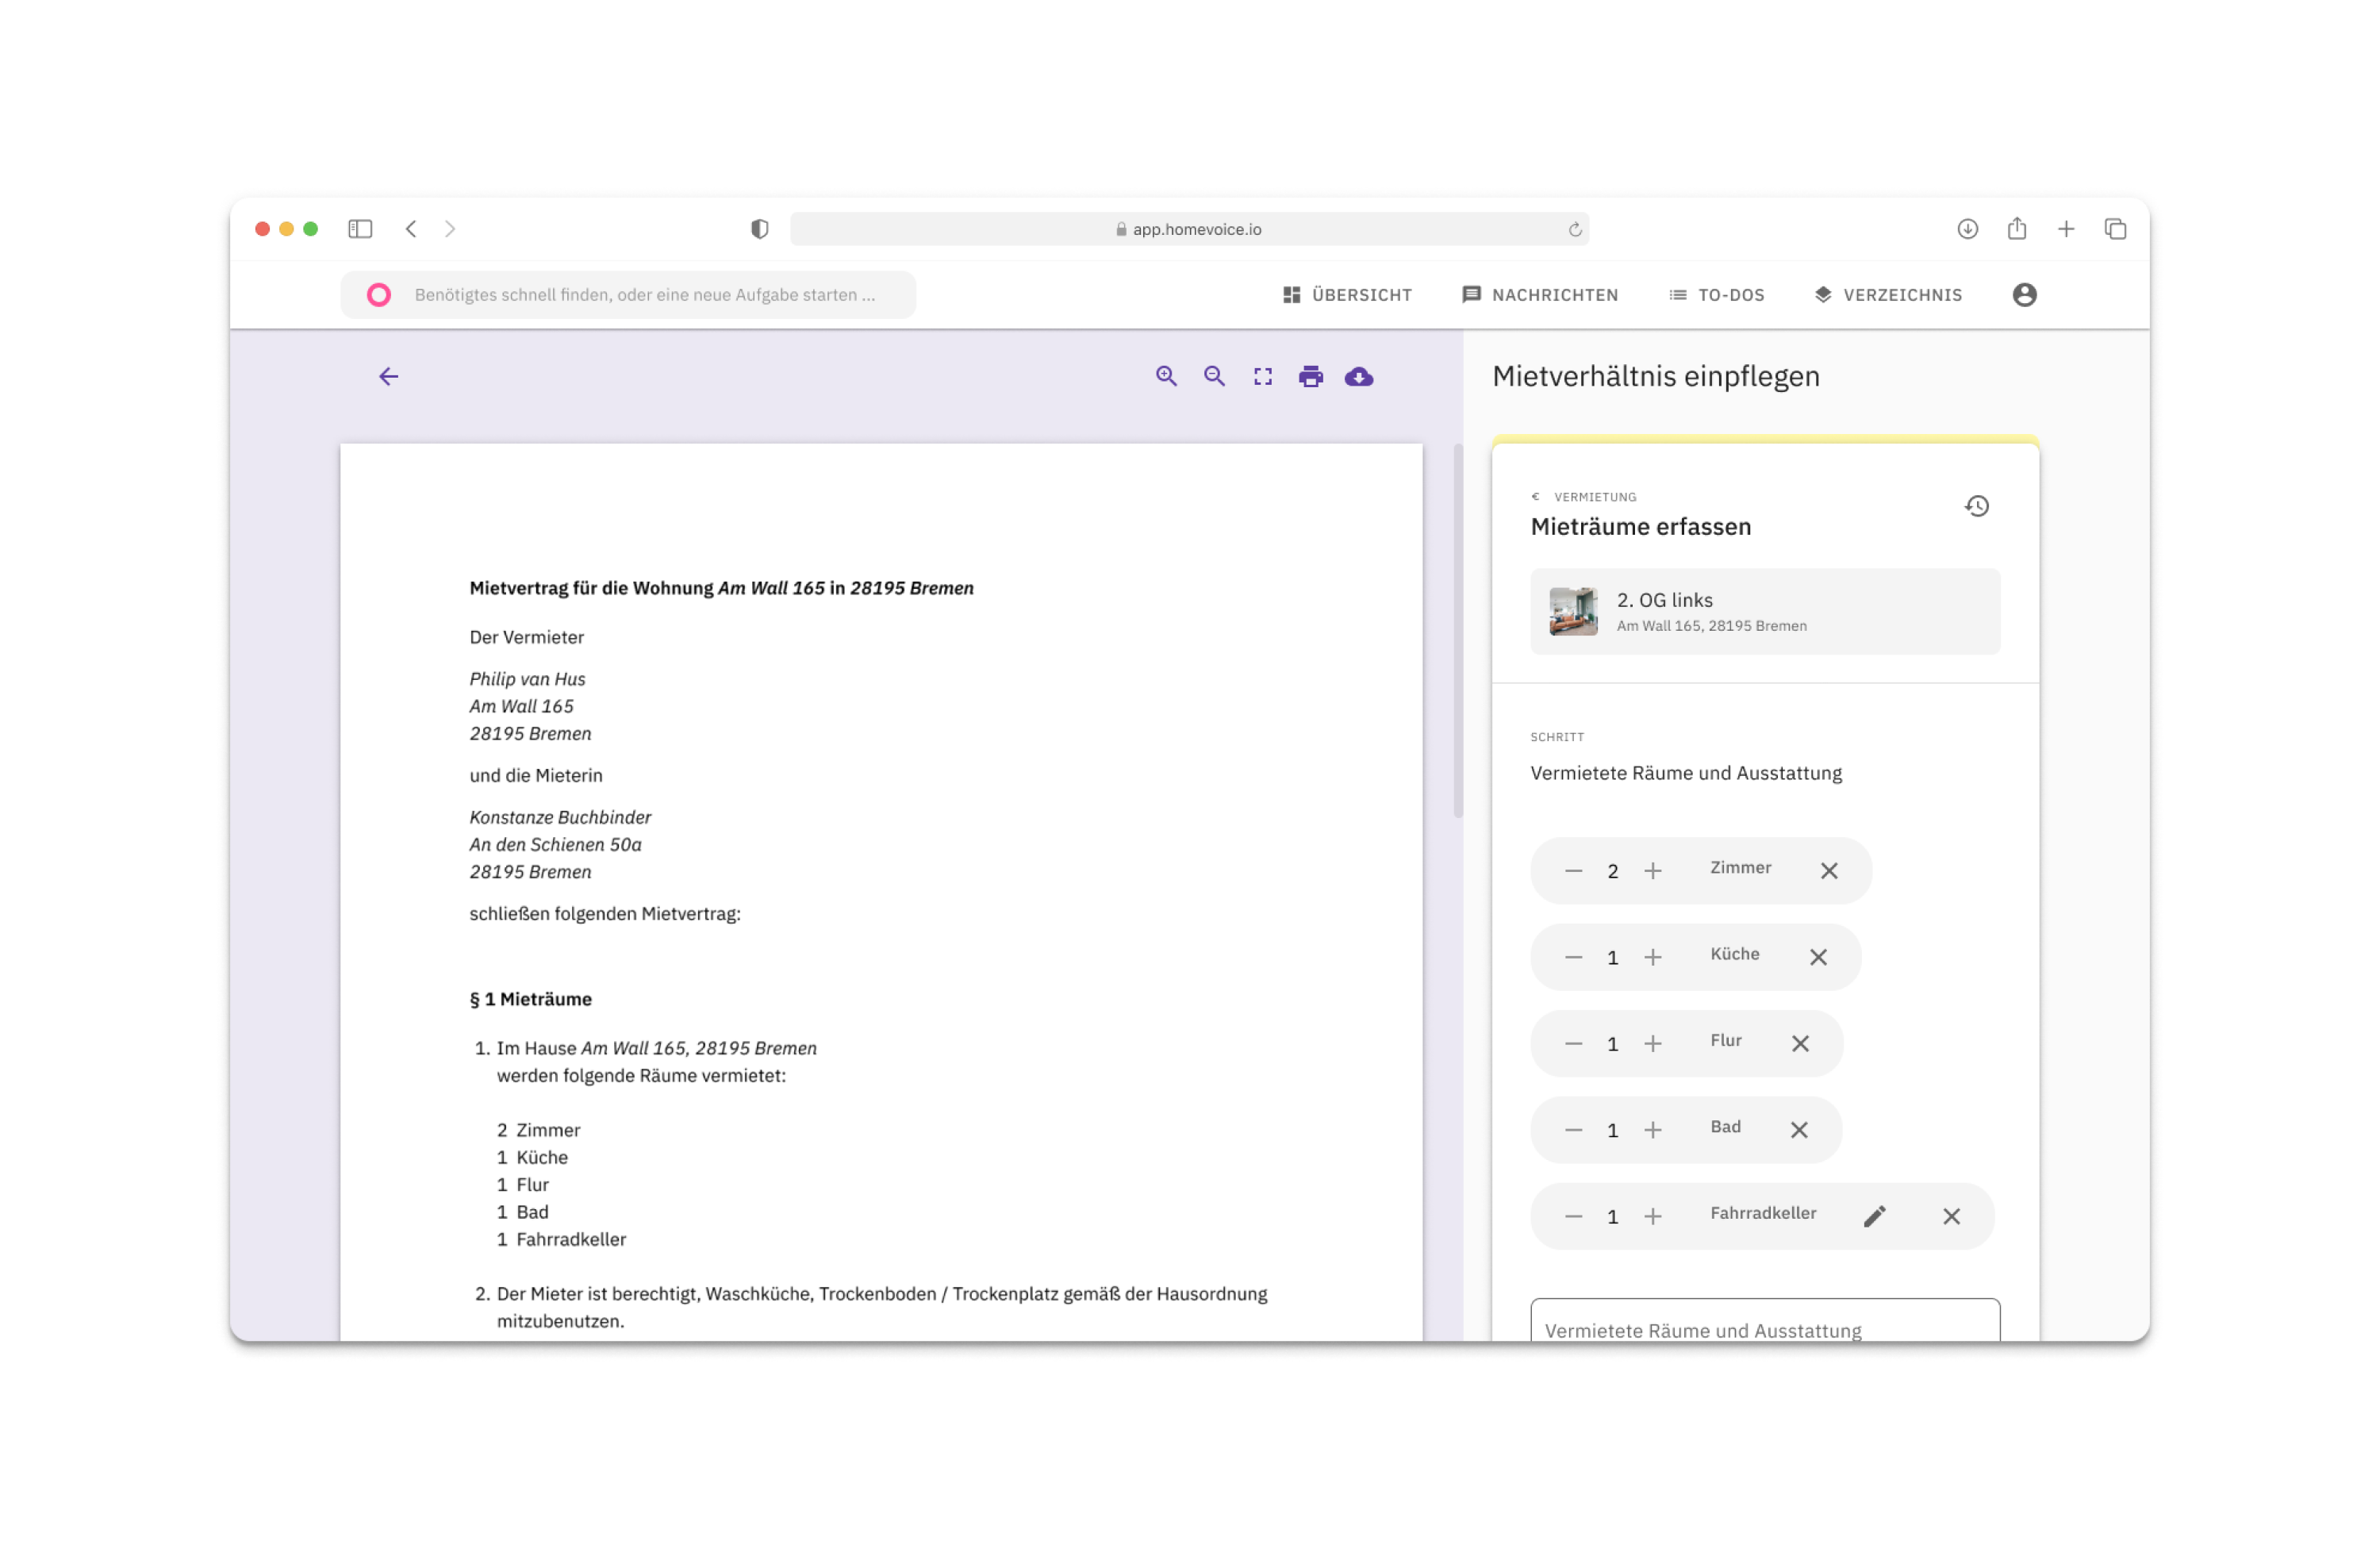 app.homevoice.io
Benötigtes schnell finden, oder eine neue Aufgabe starten ...
ÜBERSICHT
NACHRICHTEN
TO-DOS
VERZEICHNIS
Mietvertrag für die Wohnung Am Wall 165 in 28195 Bremen
Der Vermieter
Philip van Hus
Am Wall 165
28195 Bremen
und die Mieterin
Konstanze Buchbinder
An den Schienen 50a
28195 Bremen
schließen folgenden Mietvertrag:
§ 1 Mieträume
1. Im Hause Am Wall 165, 28195 Bremen
werden folgende Räume vermietet:
2 Zimmer
1 Küche
1 Flur
1 Bad
1 Fahrradkeller
2. Der Mieter ist berechtigt, Waschküche, Trockenboden / Trockenplatz gemäß der Hausordnung
mitzubenutzen.
Mietverhältnis einpflegen
€ VERMIETUNG
Mieträume erfassen
2. OG links
Am Wall 165, 28195 Bremen
SCHRITT
Vermietete Räume und Ausstattung
2 Zimmer
1 Küche
1 Flur
1 Bad
1 Fahrradkeller
Vermietete Räume und Ausstattung